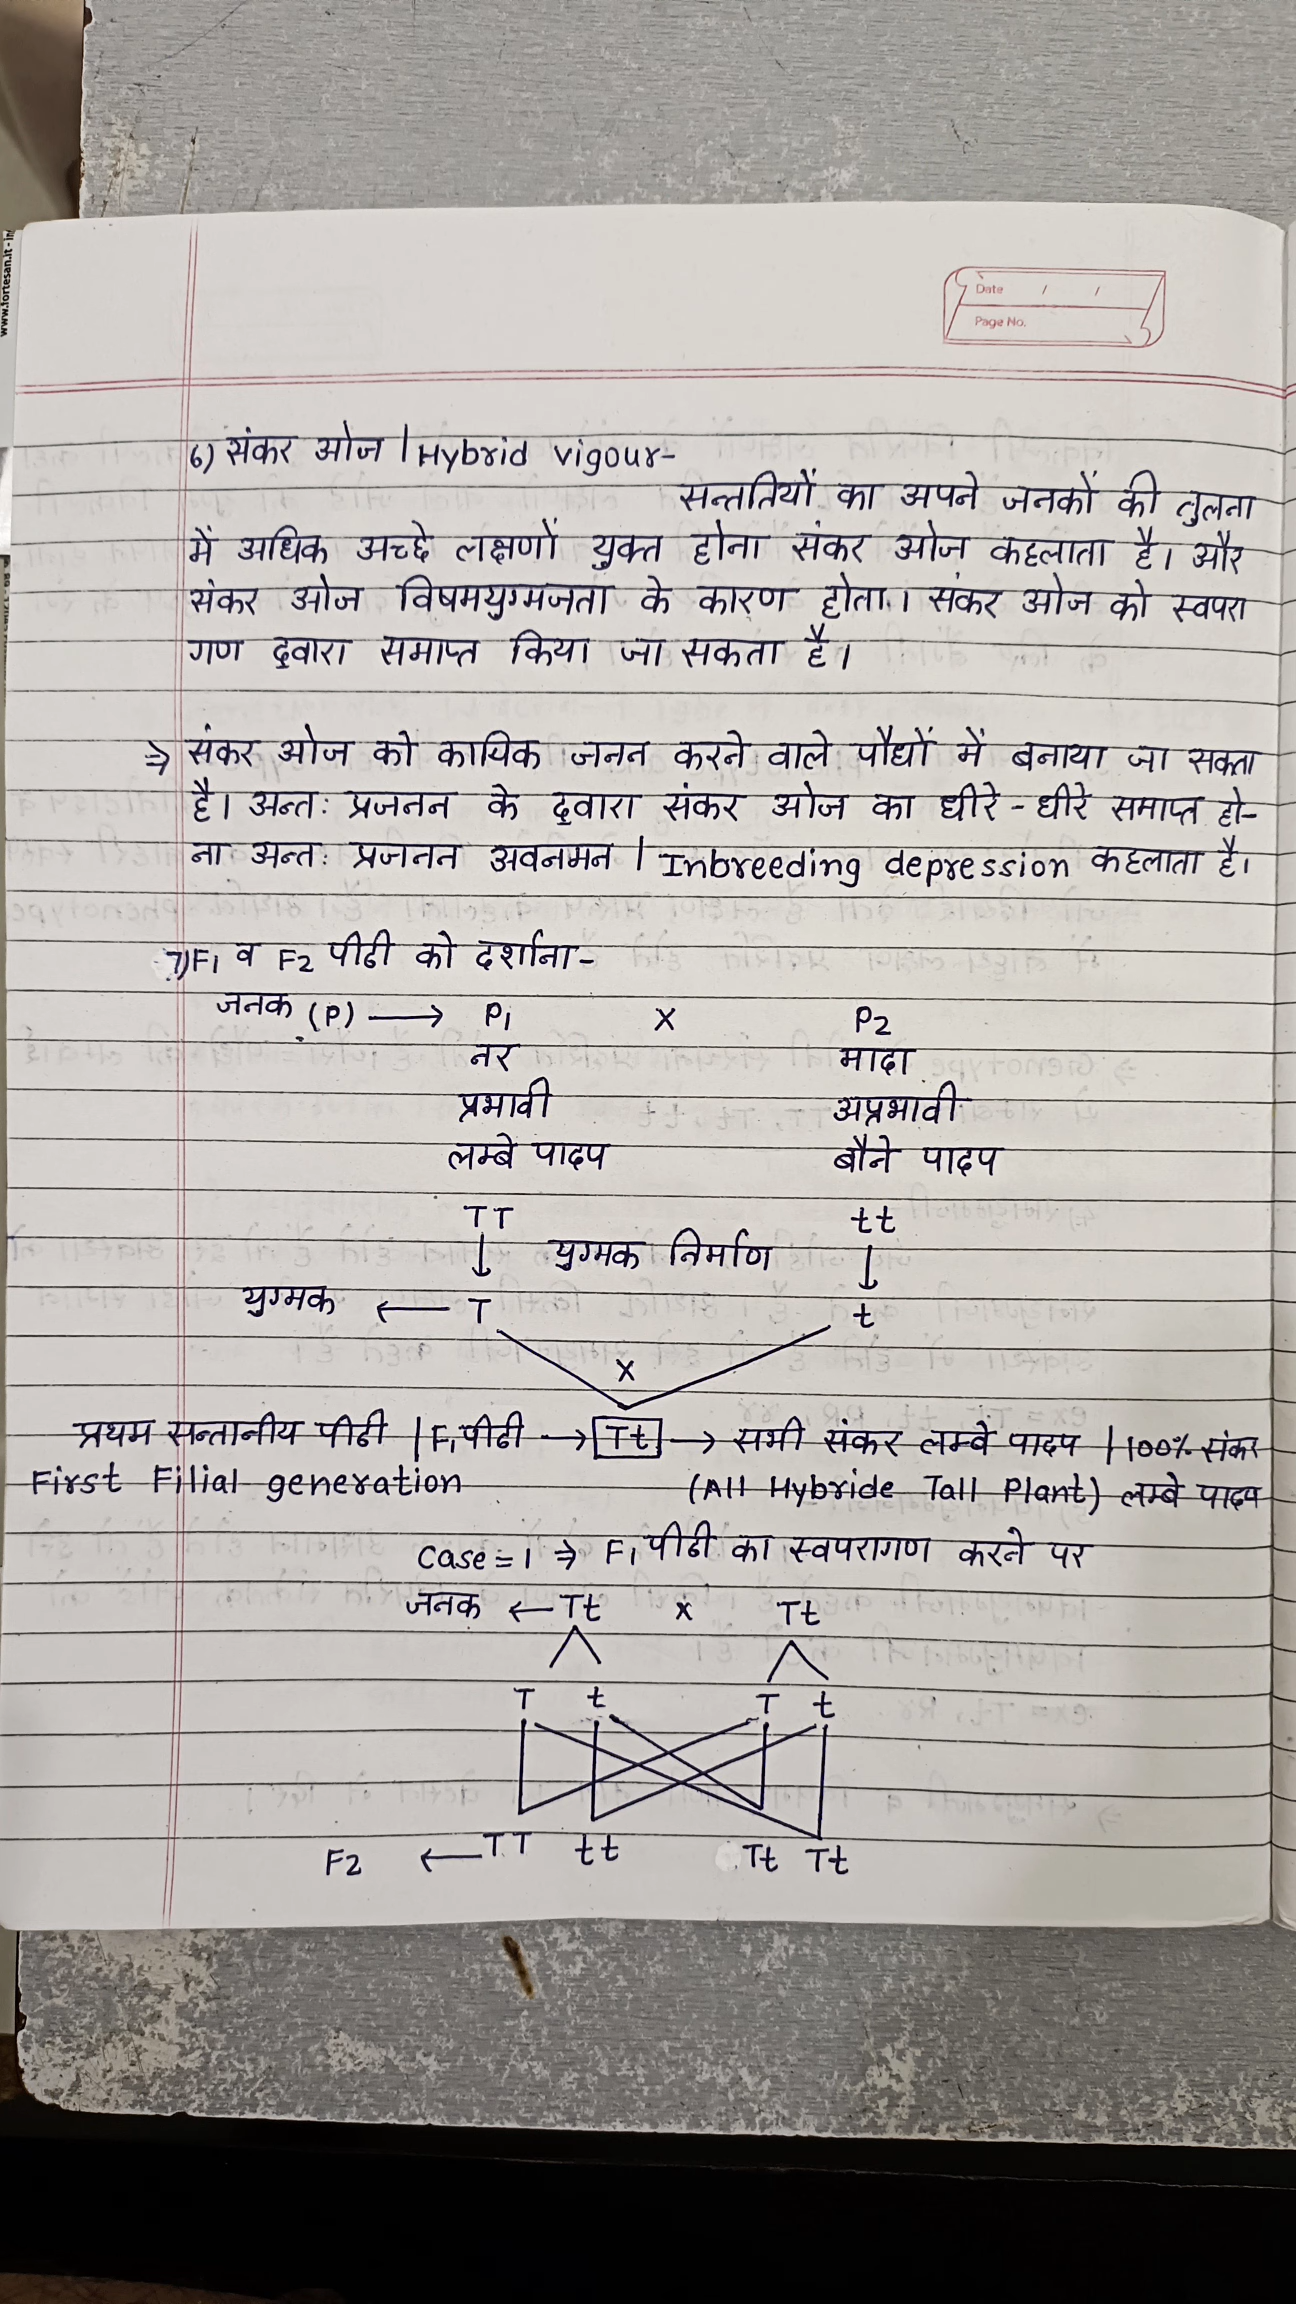 www.fortesan.it - in
Date / /
Page No.
6) संकर ओज | Hybrid vigour-
सन्ततियों का अपने जनकों की तुलना
में अधिक अच्छे लक्षणों युक्त होना संकर ओज कहलाता है। और
संकर ओज विषमयुग्मजता के कारण होता। संकर ओज को स्वपरा
गण द्वारा समाप्त किया जा सकता है।
⇒ संकर ओज को कायिक जनन करने वाले पौधों में बनाया जा सकता
है। अन्तः प्रजनन के द्वारा संकर ओज का धीरे-धीरे समाप्त हो-
ना अन्तः प्रजनन अवनमन | Inbreeding depression कहलाता है।
7) F1 व F2 पीढी को दर्शाना-
जनक (P) → P1 X P2
नर मादा
प्रभावी अप्रभावी
लम्बे पादप बौने पादप
TT tt
↓ युग्मक निर्माण ↓
युग्मक ← T t
X
प्रथम सन्तानीय पीढी | F1 पीढी → Tt → सभी संकर लम्बे पादप | 100% संकर
First Filial generation (All Hybride Tall Plant) लम्बे पादप
Case = 1 ⇒ F1 पीढी का स्वपरागण करने पर
जनक ← Tt x Tt
T t T t
F2 ← TT tt Tt Tt